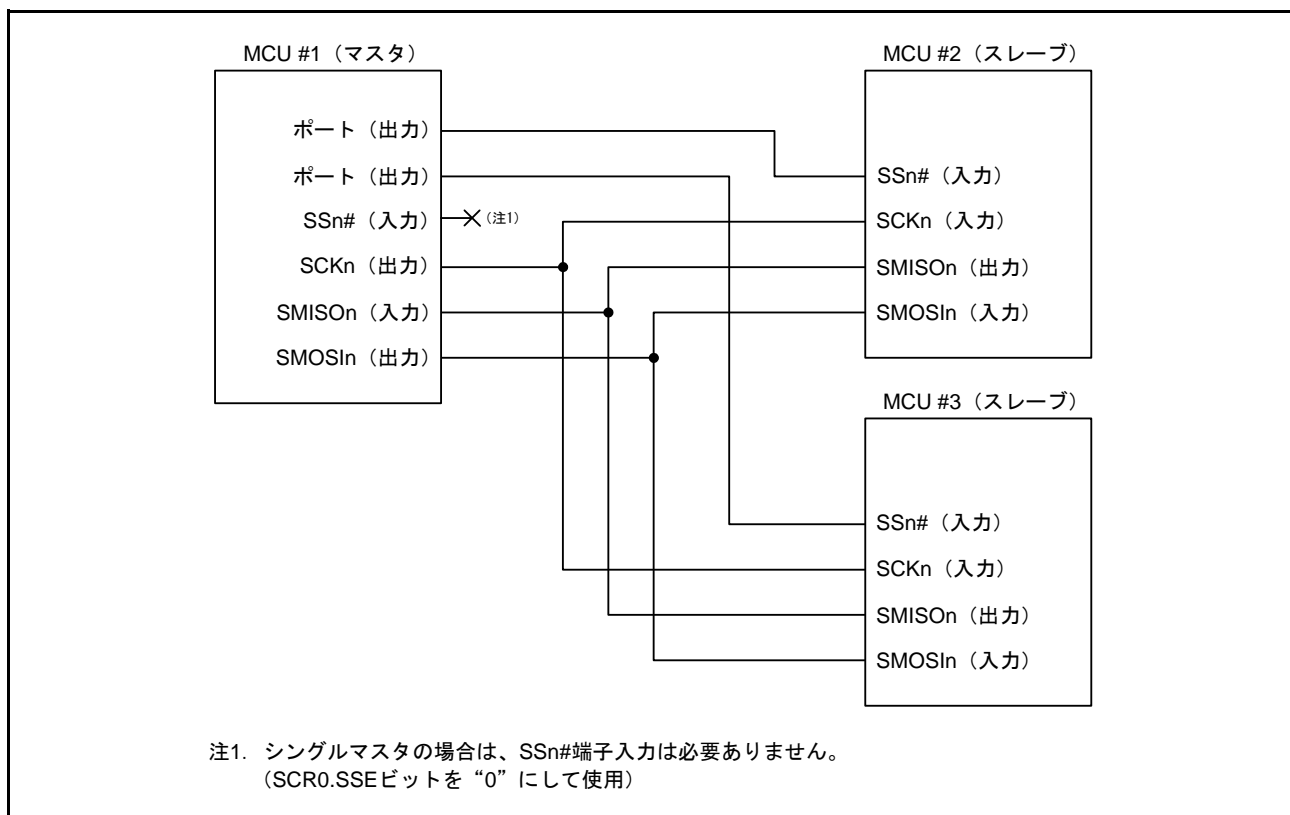 MCU #1（マスタ）
ポート（出力）
ポート（出力）
SSn#（入力）
（注1）
SCKn（出力）
SMISOn（入力）
SMOSIn（出力）
MCU #2（スレーブ）
SSn#（入力）
SCKn（入力）
SMISOn（出力）
SMOSIn（入力）
MCU #3（スレーブ）
SSn#（入力）
SCKn（入力）
SMISOn（出力）
SMOSIn（入力）
注1. シングルマスタの場合は、SSn#端子入力は必要ありません。
（SCR0.SSEビットを“0”にして使用）